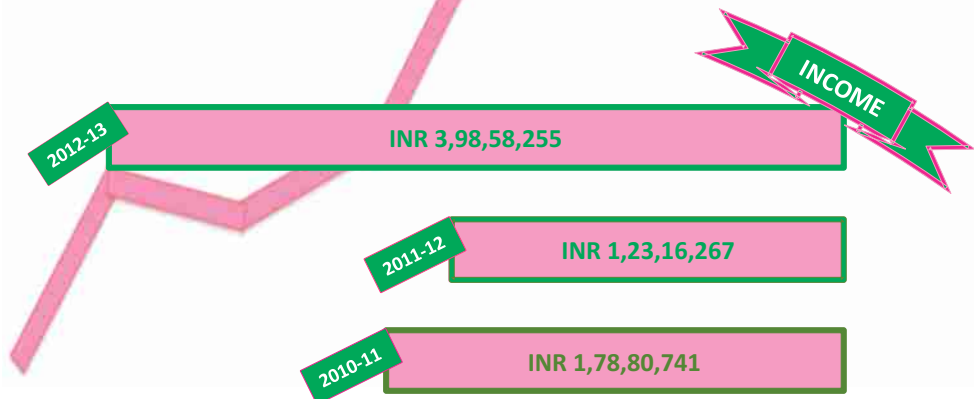 INCOME
2012-13
INR 3,98,58,255
2011-12
INR 1,23,16,267
2010-11
INR 1,78,80,741